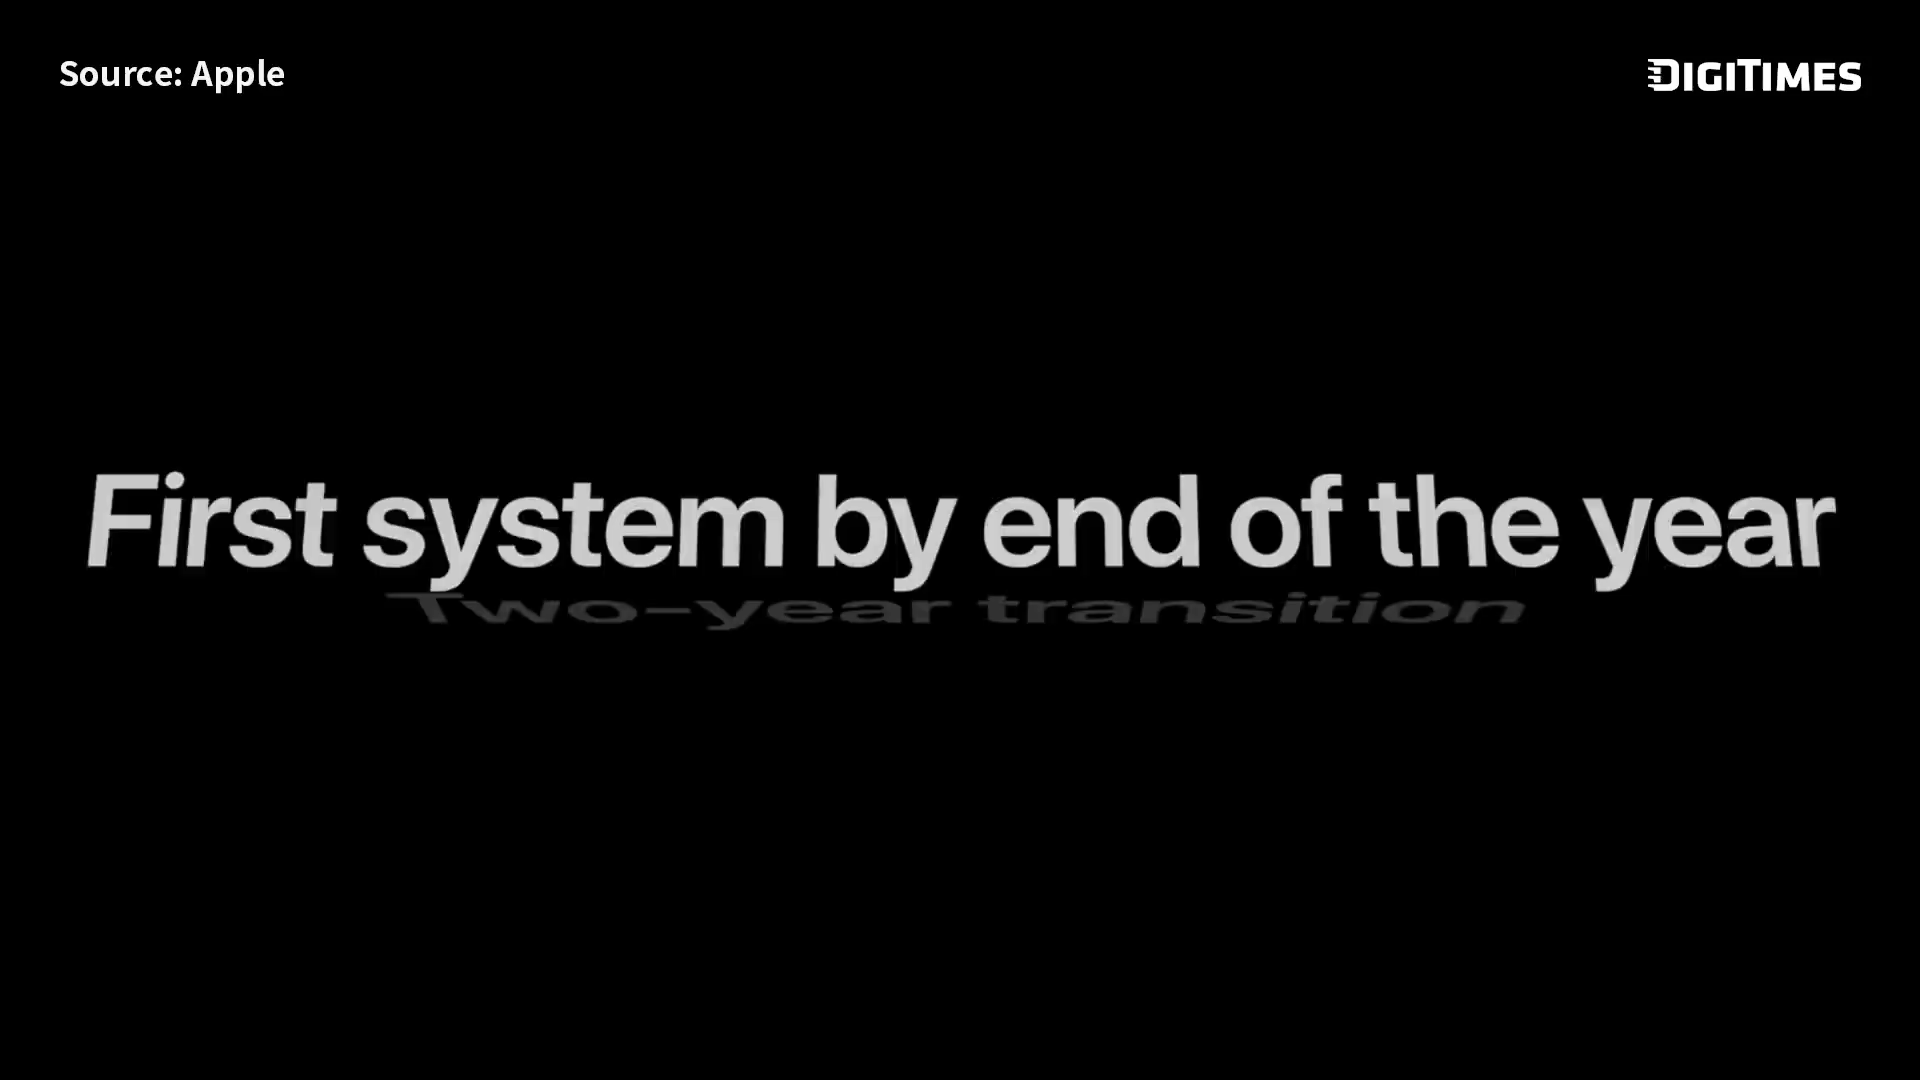 Source: Apple
DIGITIMES
First system by end of the year
Two-year transition